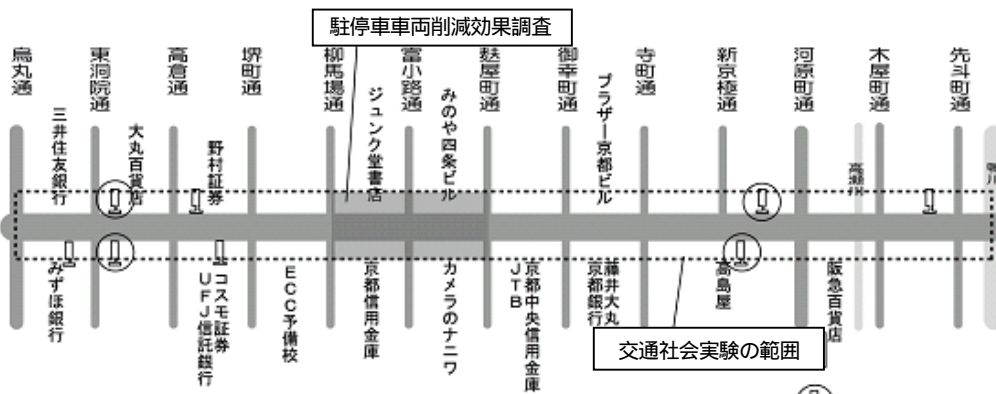 駐停車車両削減効果調査
烏丸通
東洞院通
高倉通
堺町通
柳馬場通
富小路通
麩屋町通
御幸町通
寺町通
新京極通
河原町通
木屋町通
先斗町通
三井住友銀行
大丸百貨店
野村証券
ジュンク堂書店
みのや四条ビル
プラザー京都ビル
高瀬川
鴨川
みずほ銀行
コスモ証券
UFJ信託銀行
ECC予備校
京都信用金庫
カメラのナニワ
京都中央信用金庫
JTB
藤井大丸
京都銀行
高島屋
阪急百貨店
交通社会実験の範囲